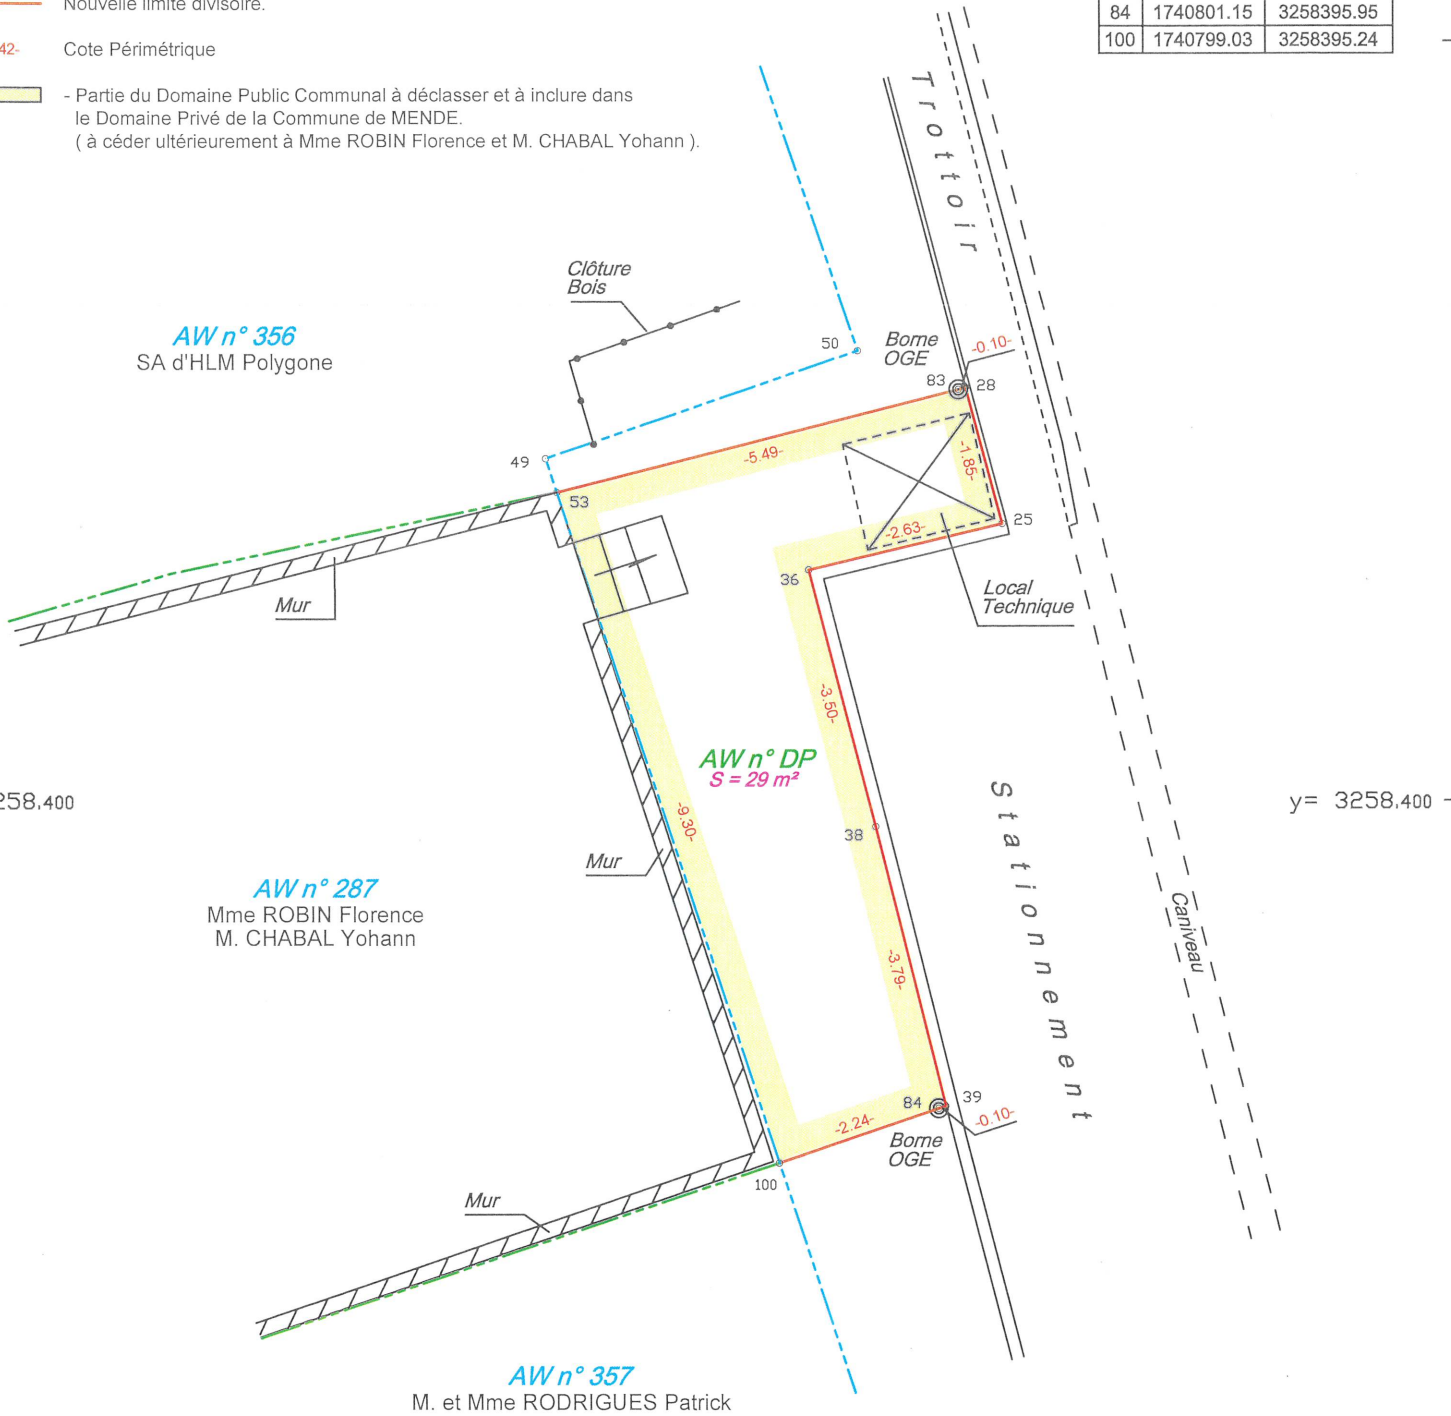 Nouvelle limite divisoire.
42-
Cote Périmétrique
- Partie du Domaine Public Communal à déclasser et à inclure dans
le Domaine Privé de la Commune de MENDE.
( à céder ultérieurement à Mme ROBIN Florence et M. CHABAL Yohann ).
84 1740801.15 3258395.95
100 1740799.03 3258395.24
Trottoir
Clôture
Bois
AW n° 356
SA d'HLM Polygone
50
Borne
OGE
-0.10-
83
28
49
-5.49-
-1.85-
53
25
-2.63-
36
Mur
Local
Technique
-3.50-
AW n° DP
S = 29 m²
258.400
y= 3258.400
-9.30-
38
Mur
Stationnement
AW n° 287
Mme ROBIN Florence
M. CHABAL Yohann
Caniveau
-3.79-
84
39
-0.10-
-2.24-
Borne
OGE
100
Mur
AW n° 357
M. et Mme RODRIGUES Patrick